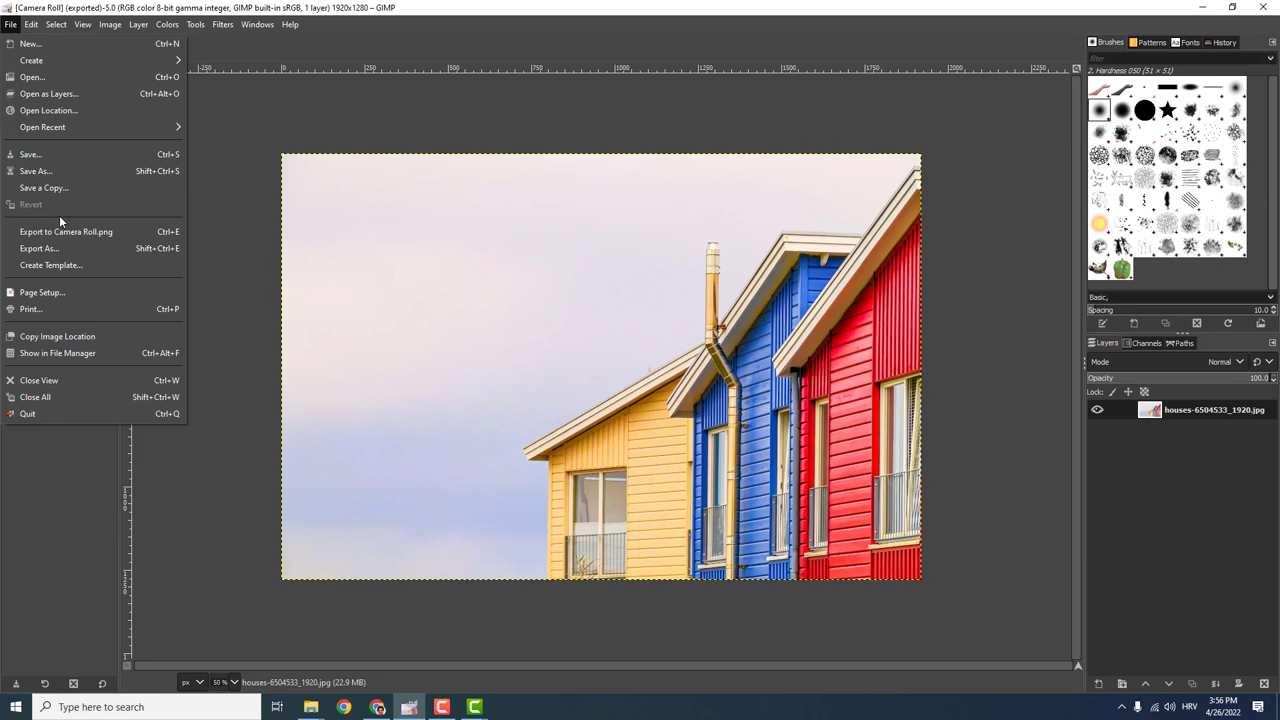 [Camera Roll] (exported)-5.0 (RGB color 8-bit gamma integer, GIMP built-in sRGB, 1 layer) 1920x1280 – GIMP
File Edit Select View Image Layer Colors Tools Filters Windows Help
New... Ctrl+N
Create
Open... Ctrl+O
Open as Layers... Ctrl+Alt+O
Open Location...
Open Recent
Save... Ctrl+S
Save As... Shift+Ctrl+S
Save a Copy...
Revert
Export to Camera Roll.png Ctrl+E
Export As... Shift+Ctrl+E
Create Template...
Page Setup...
Print... Ctrl+P
Copy Image Location
Show in File Manager Ctrl+Alt+F
Close View Ctrl+W
Close All Shift+Ctrl+W
Quit Ctrl+Q
-250 0 250 500 750 1000 1250 1500 1750 2000 2250
1000
1250
Brushes Patterns Fonts History
filter
2. Hardness 050 (51 × 51)
Basic,
Spacing 10.0
Layers Channels Paths
Mode Normal
Opacity 100.0
Lock:
houses-6504533_1920.jpg
px 50 % houses-6504533_1920.jpg (22.9 MB)
Type here to search
HRV
3:56 PM
4/26/2022